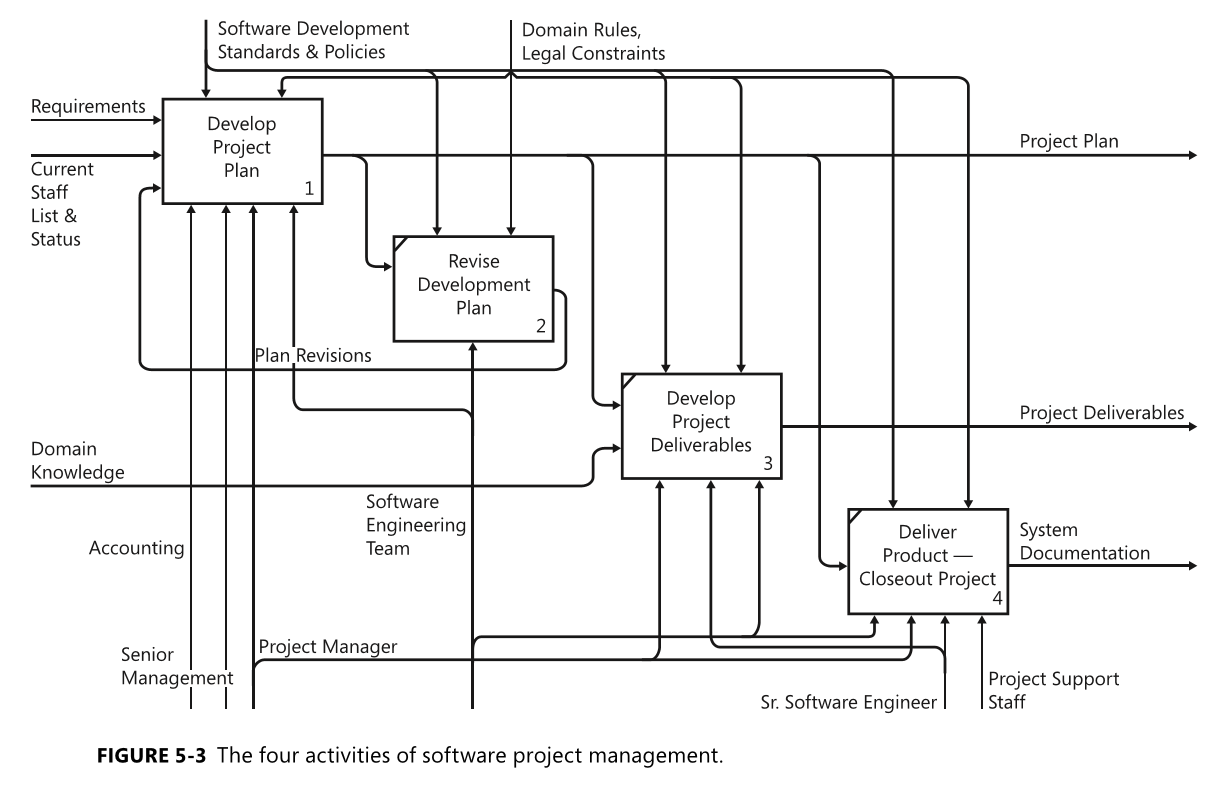 Software Development
Standards & Policies
Domain Rules,
Legal Constraints
Requirements
Develop
Project
Plan
1
Project Plan
Current
Staff
List &
Status
Revise
Development
Plan
2
Plan Revisions
Develop
Project
Deliverables
3
Project Deliverables
Domain
Knowledge
Software
Engineering
Team
Accounting
Deliver
Product —
Closeout Project
4
System
Documentation
Senior
Management
Project Manager
Sr. Software Engineer
Project Support
Staff
FIGURE 5-3 The four activities of software project management.